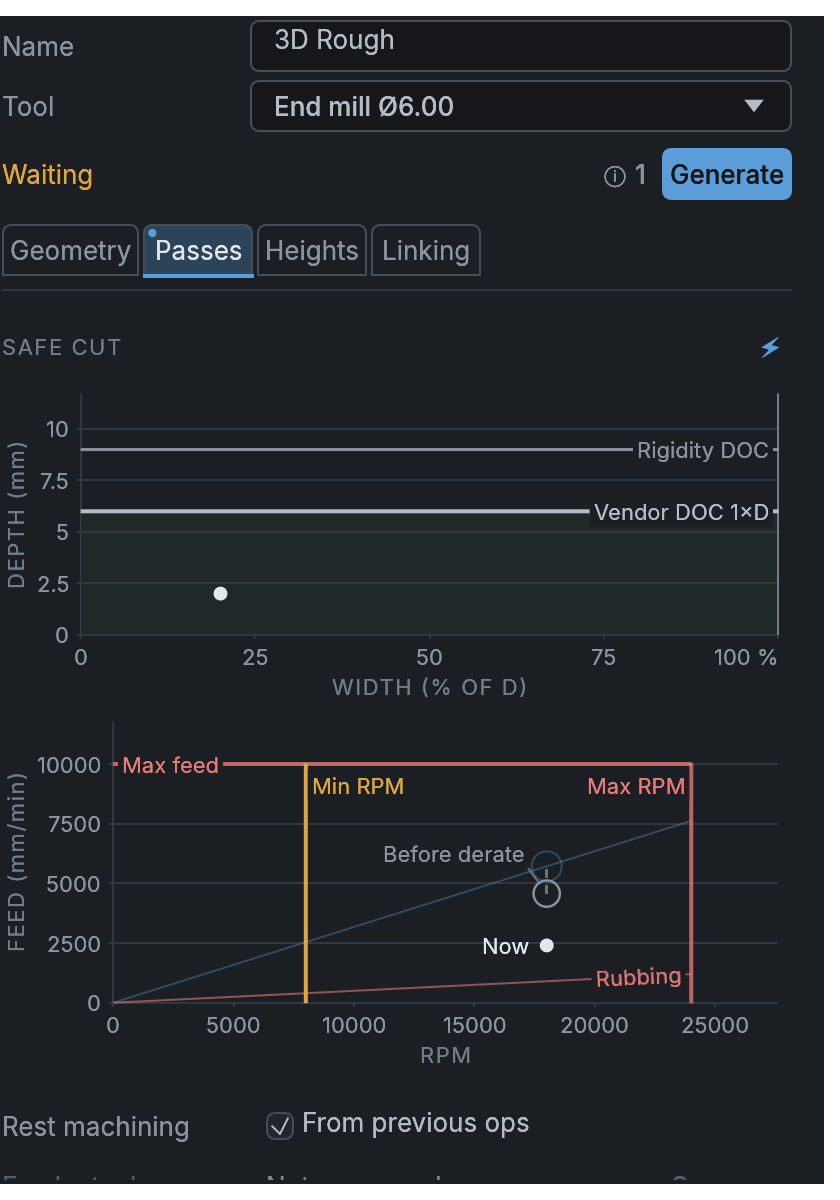 Name
3D Rough
Tool
End mill Ø6.00
Waiting
1
Generate
Geometry
Passes
Heights
Linking
SAFE CUT
DEPTH (mm)
10
7.5
5
2.5
0
Rigidity DOC
Vendor DOC 1×D
0
25
50
75
100 %
WIDTH (% OF D)
FEED (mm/min)
10000
7500
5000
2500
0
Max feed
Min RPM
Max RPM
Before derate
Now
Rubbing
0
5000
10000
15000
20000
25000
RPM
Rest machining
From previous ops